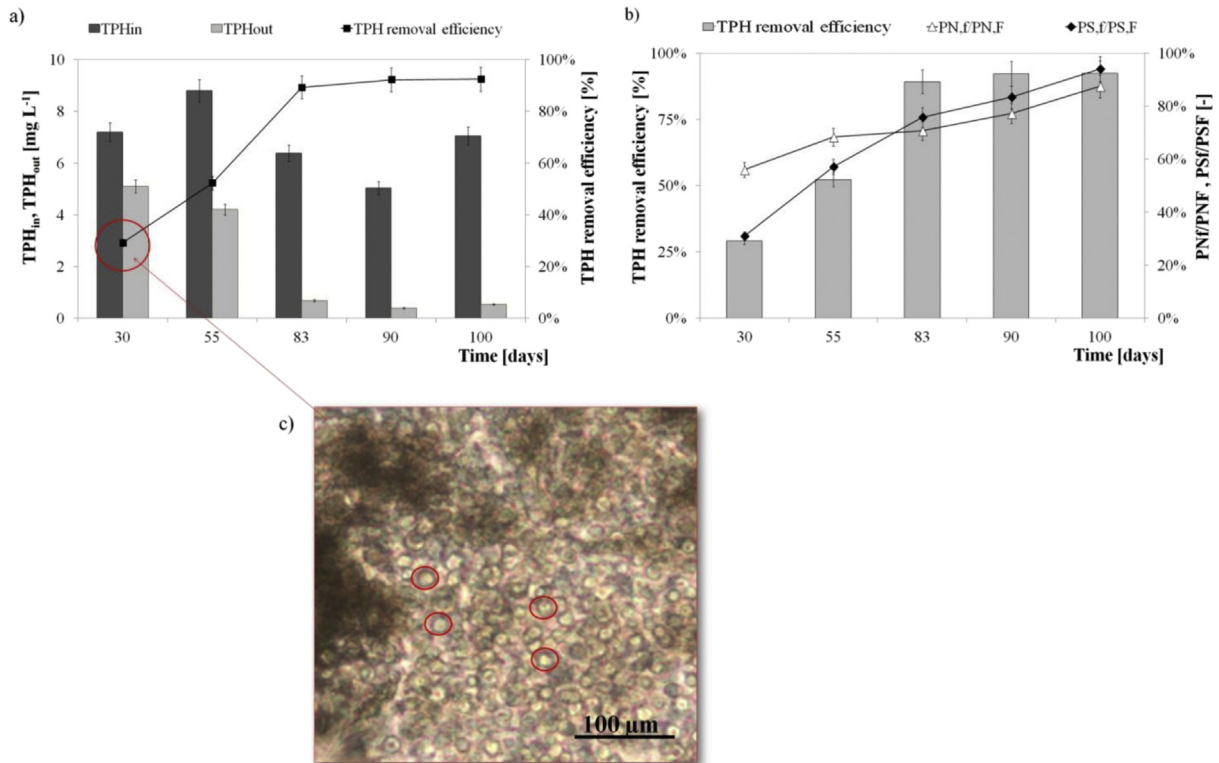 a)
TPHin TPHout TPH removal efficiency
TPHin, TPHout [mg L-1]
10
8
6
4
2
0
100%
80%
60%
40%
20%
0%
TPH removal efficiency [%]
30 55 83 90 100
Time [days]
b)
TPH removal efficiency PN,f/PN,F PS,f/PS,F
TPH removal efficiency [%]
100%
75%
50%
25%
0%
100%
80%
60%
40%
20%
0%
PNf/PNF , PSf/PSF [-]
30 55 83 90 100
Time [days]
c)
100 µm